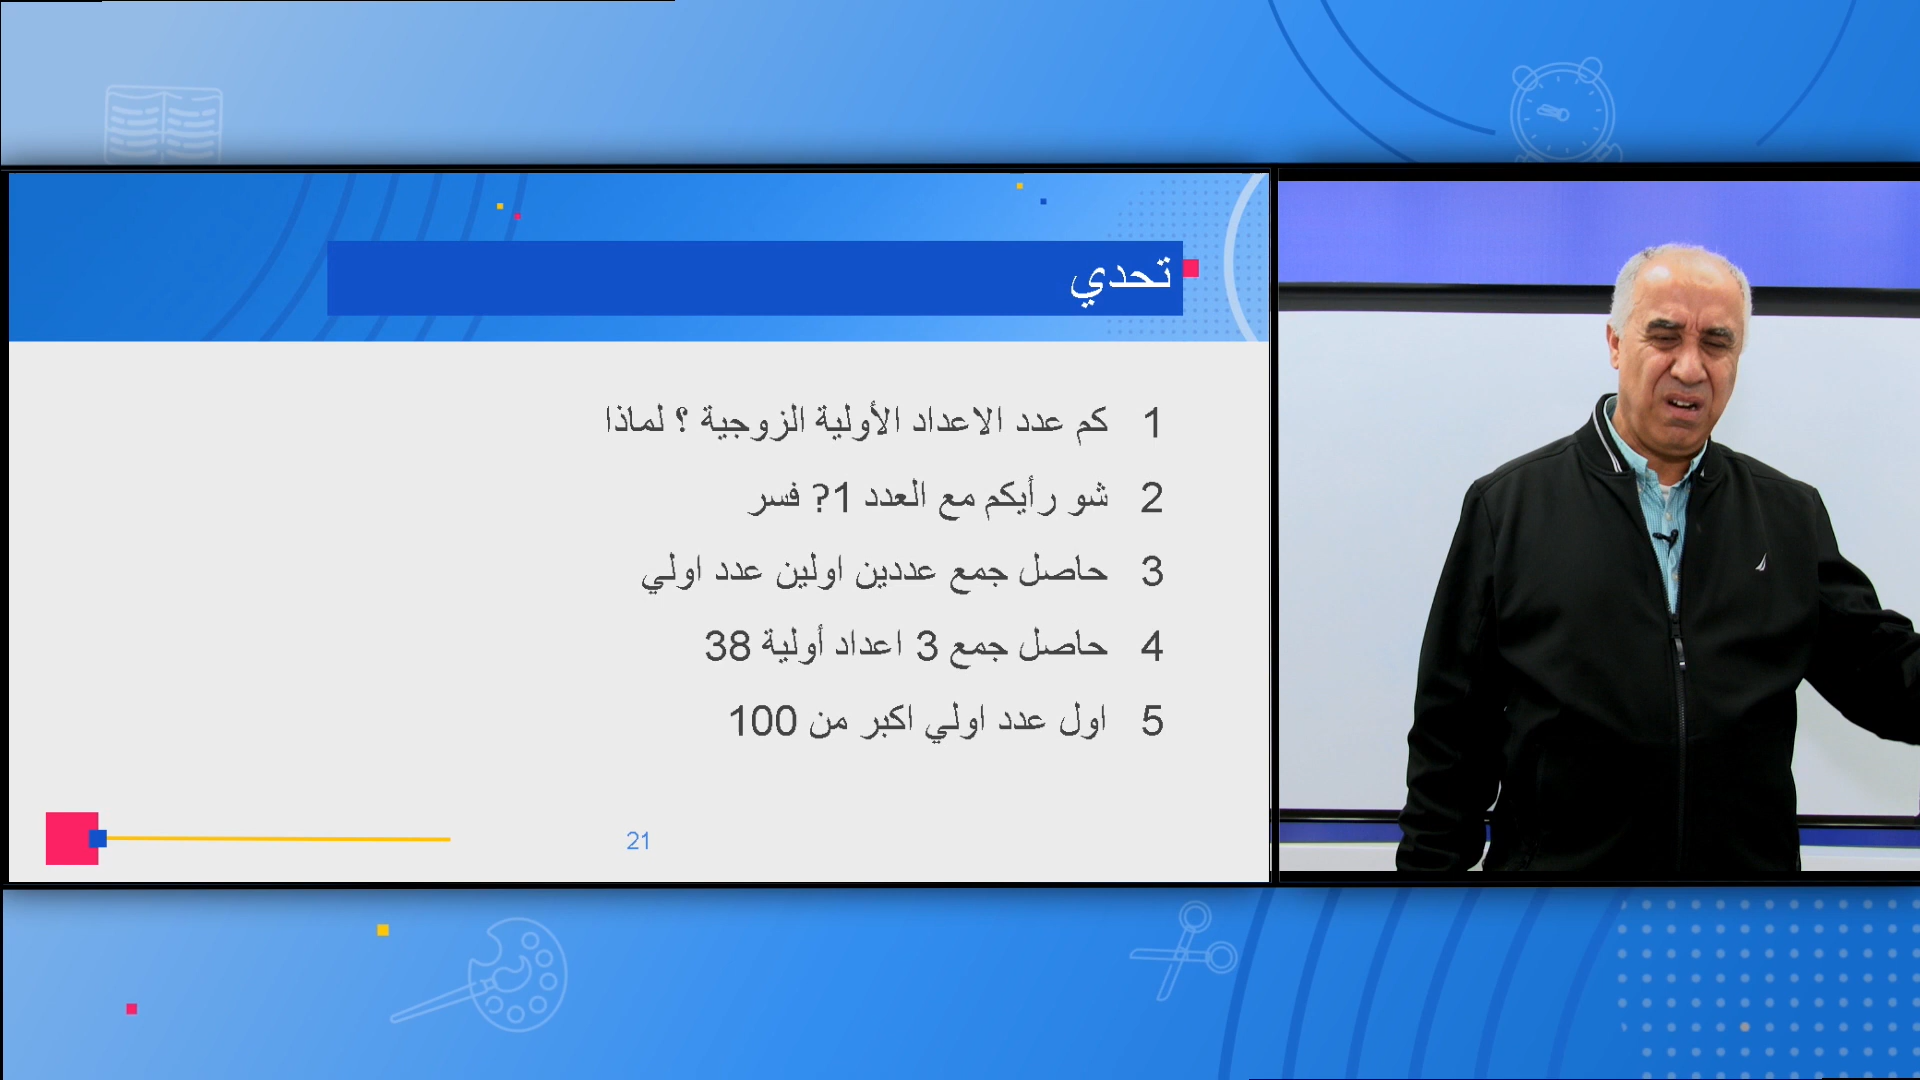 تحدي
1 كم عدد الاعداد الأولية الزوجية ؟ لماذا
2 شو رأيكم مع العدد 1? فسر
3 حاصل جمع عددين اولين عدد اولي
4 حاصل جمع 3 اعداد أولية 38
5 اول عدد اولي اكبر من 100
21